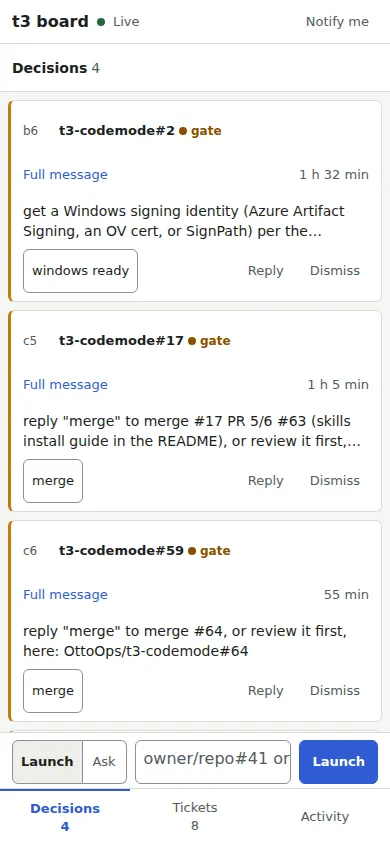 t3 board ● Live Notify me
Decisions 4
b6 t3-codemode#2 ● gate
Full message 1 h 32 min
get a Windows signing identity (Azure Artifact
Signing, an OV cert, or SignPath) per the…
windows ready Reply Dismiss
c5 t3-codemode#17 ● gate
Full message 1 h 5 min
reply "merge" to merge #17 PR 5/6 #63 (skills
install guide in the README), or review it first,…
merge Reply Dismiss
c6 t3-codemode#59 ● gate
Full message 55 min
reply "merge" to merge #64, or review it first,
here: OttoOps/t3-codemode#64
merge Reply Dismiss
Launch Ask owner/repo#41 or Launch
Decisions Tickets Activity
4 8